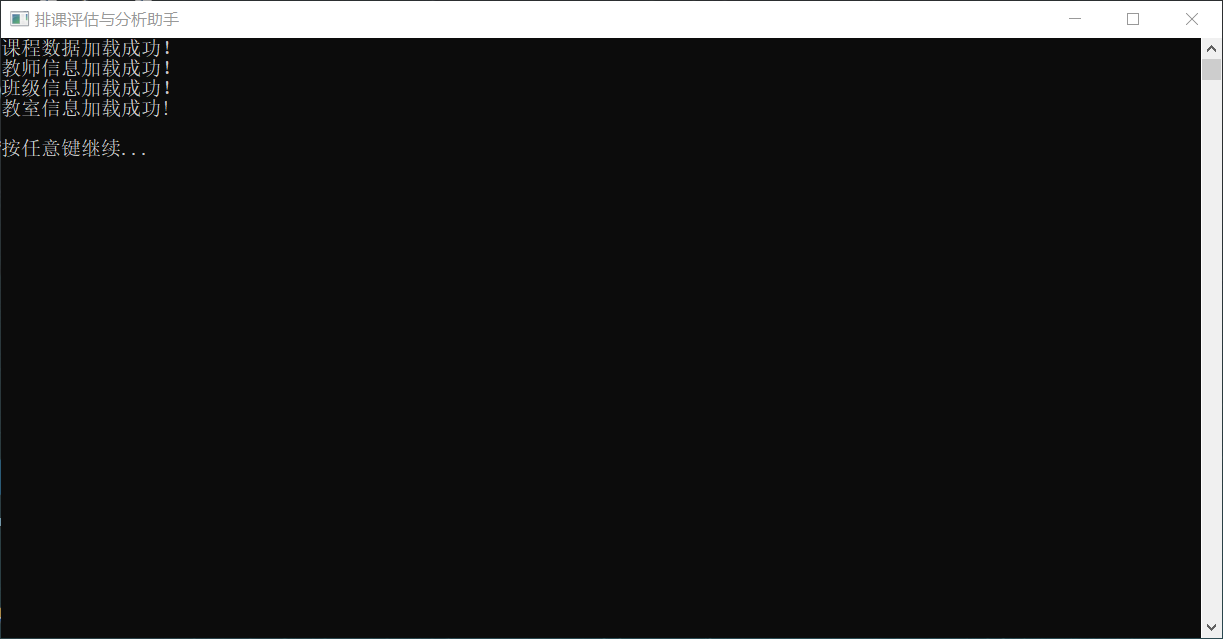 排课评估与分析助手
课程数据加载成功!
教师信息加载成功!
班级信息加载成功!
教室信息加载成功!
按任意键继续...